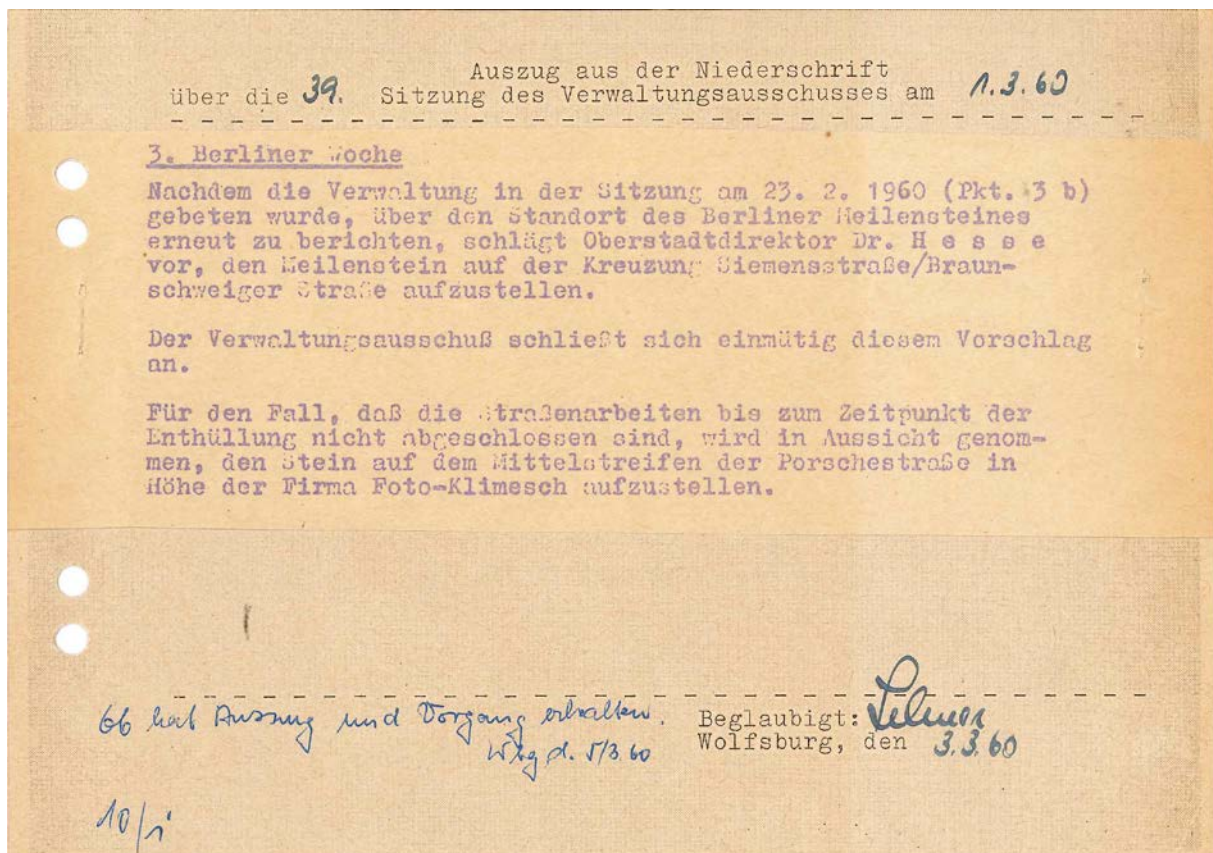 Auszug aus der Niederschrift
über die 39. Sitzung des Verwaltungsausschusses am 1.3.60
3. Berliner Woche
Nachdem die Verwaltung in der Sitzung am 23. 2. 1960 (Pkt. 3 b)
gebeten wurde, über den Standort des Berliner Meilensteines
erneut zu berichten, schlägt Oberstadtdirektor Dr. H e s s e
vor, den Meilenstein auf der Kreuzung Siemensstraße/Braun-
schweiger Straße aufzustellen.
Der Verwaltungsausschuß schließt sich einmütig diesem Vorschlag
an.
Für den Fall, daß die Straßenarbeiten bis zum Zeitpunkt der
Enthüllung nicht abgeschlossen sind, wird in Aussicht genom-
men, den Stein auf dem Mittelstreifen der Porschestraße in
Höhe der Firma Foto-Klimesch aufzustellen.
66 hat Auszug und Vorgang erhalten.
Wbg d. 5/3.60
Beglaubigt:
Wolfsburg, den 3.3.60